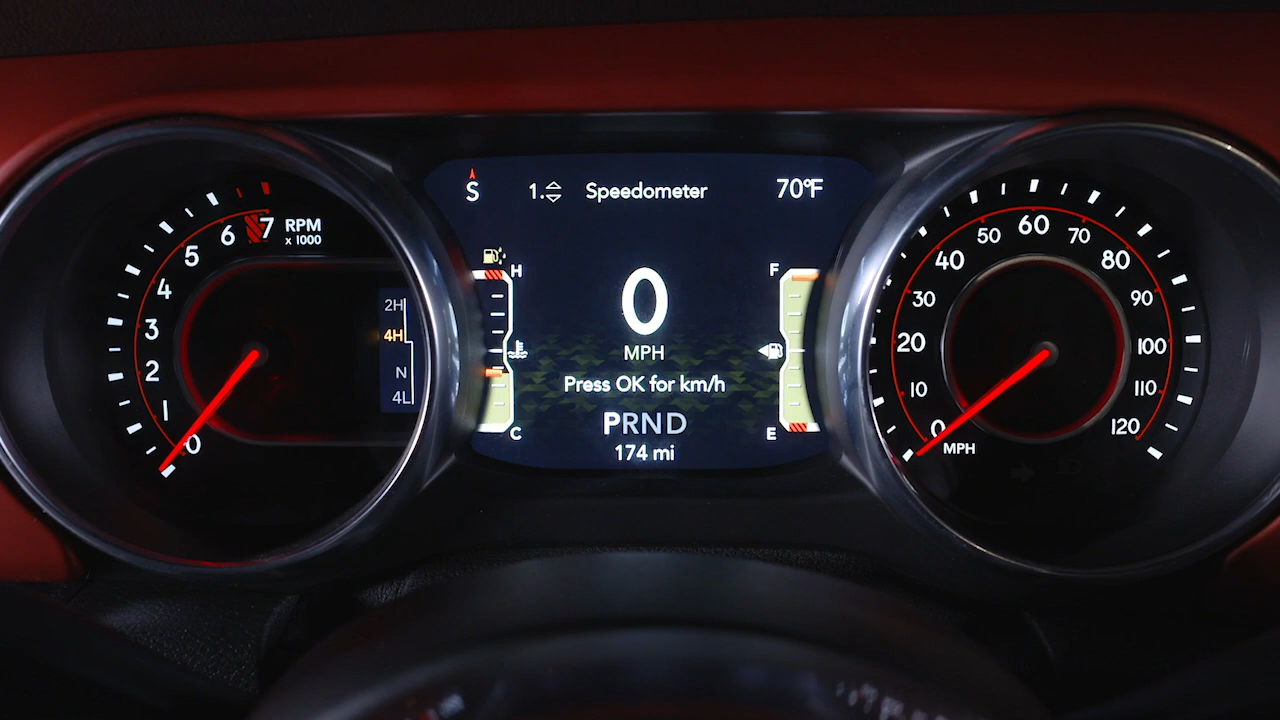 7
6
5
4
3
2
1
0
RPM
x 1000
2H
4H
N
4L
S
1. Speedometer
70°F
H
C
0
MPH
Press OK for km/h
PRND
174 mi
F
E
0
10
20
30
40
50
60
70
80
90
100
110
120
MPH